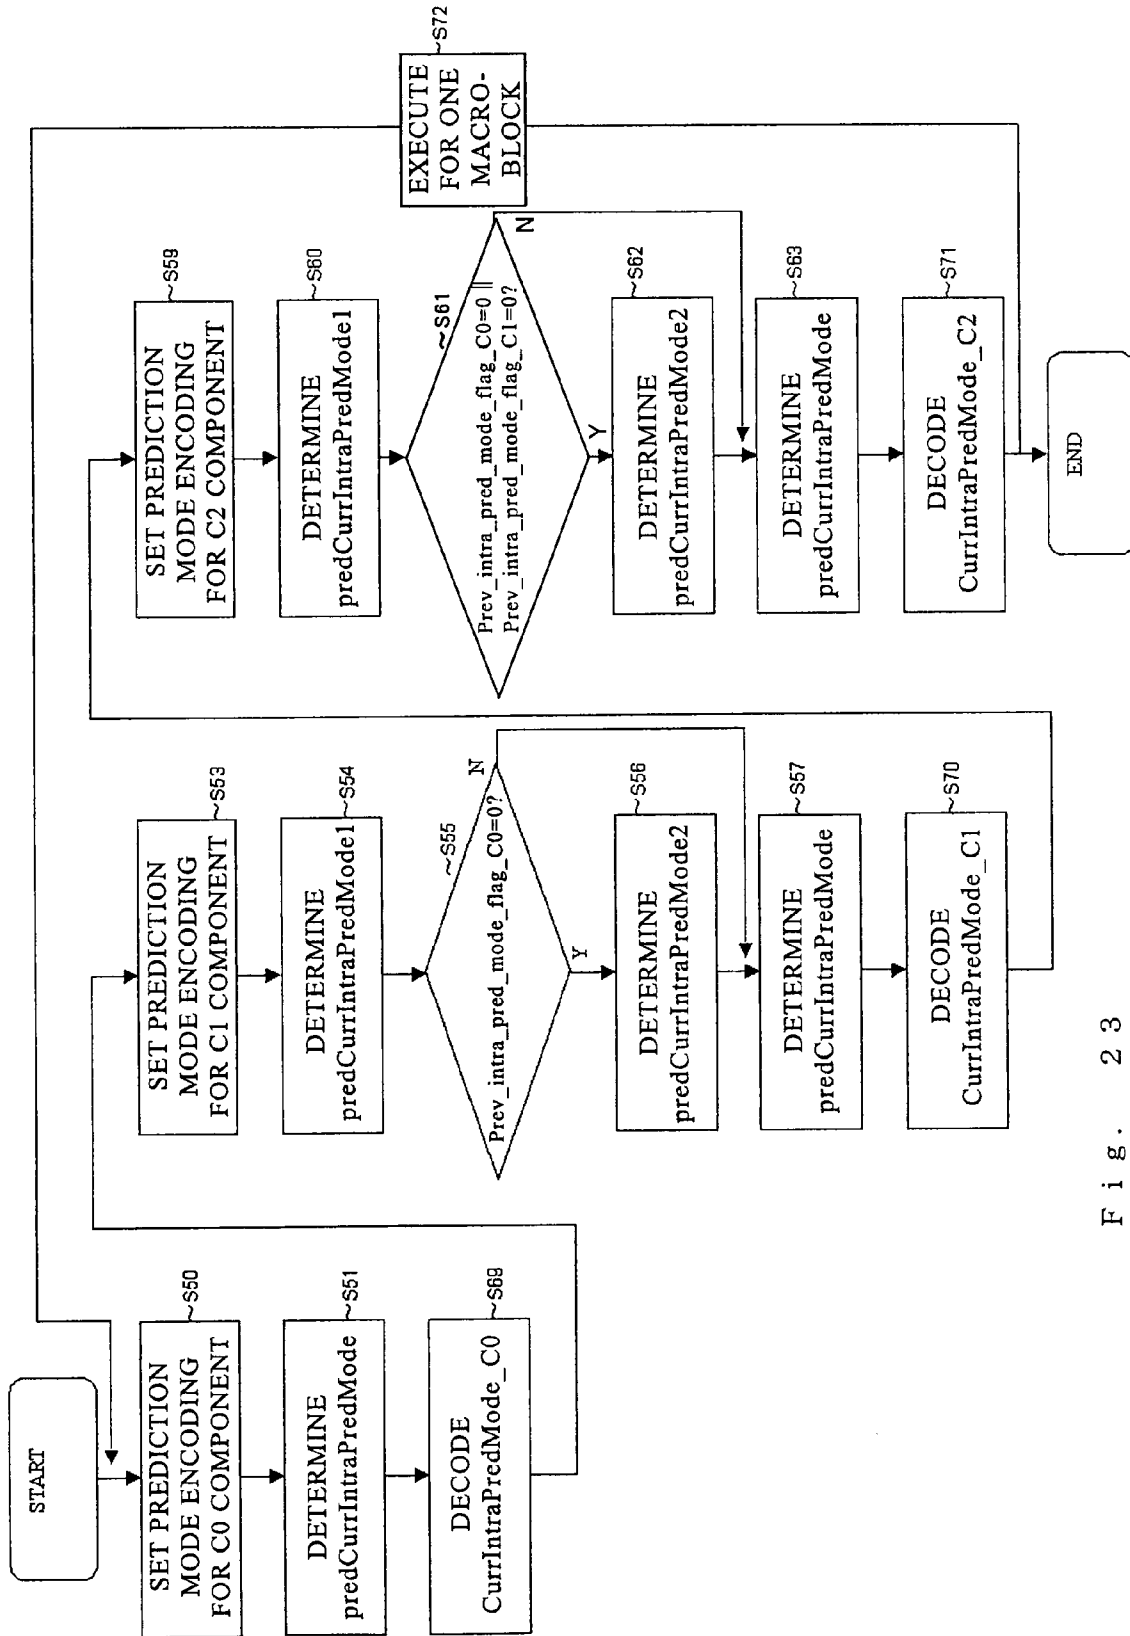 START
SET PREDICTION
MODE ENCODING
FOR C0 COMPONENT
~S50
DETERMINE
predCurrIntraPredMode
~S51
DECODE
CurrIntraPredMode_C0
~S69
SET PREDICTION
MODE ENCODING
FOR C1 COMPONENT
~S53
DETERMINE
predCurrIntraPredMode1
~S54
Prev_intra_pred_mode_flag_C0=0?
~S55
N
Y
DETERMINE
predCurrIntraPredMode2
~S56
DETERMINE
predCurrIntraPredMode
~S57
DECODE
CurrIntraPredMode_C1
~S70
SET PREDICTION
MODE ENCODING
FOR C2 COMPONENT
~S59
DETERMINE
predCurrIntraPredMode1
~S60
Prev_intra_pred_mode_flag_C0=0 ||
Prev_intra_pred_mode_flag_C1=0?
~S61
N
Y
DETERMINE
predCurrIntraPredMode2
~S62
DETERMINE
predCurrIntraPredMode
~S63
DECODE
CurrIntraPredMode_C2
~S71
END
EXECUTE
FOR ONE
MACRO-
BLOCK
~S72
Fig. 23